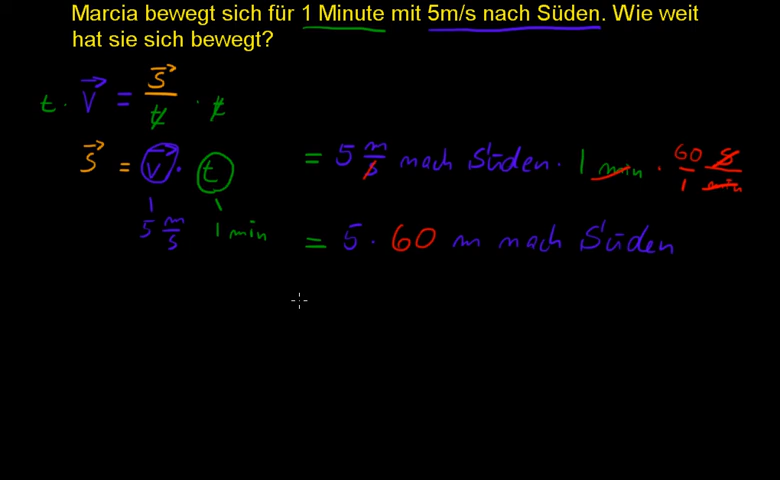 Marcia bewegt sich für 1 Minute mit 5m/s nach Süden. Wie weit
hat sie sich bewegt?
t · v⃗ = s⃗/t · t
s⃗ = v⃗ · t
5 m/s 1 min
= 5 m/s nach Süden · 1 min · 60 s/1 min
= 5 · 60 m nach Süden